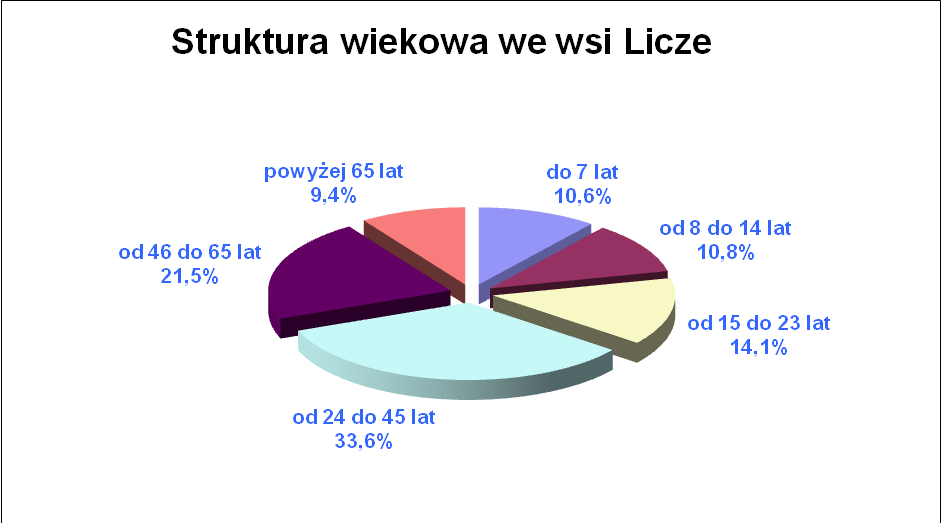 Struktura wiekowa we wsi Licze
powyżej 65 lat
9,4%
do 7 lat
10,6%
od 8 do 14 lat
10,8%
od 46 do 65 lat
21,5%
od 15 do 23 lat
14,1%
od 24 do 45 lat
33,6%